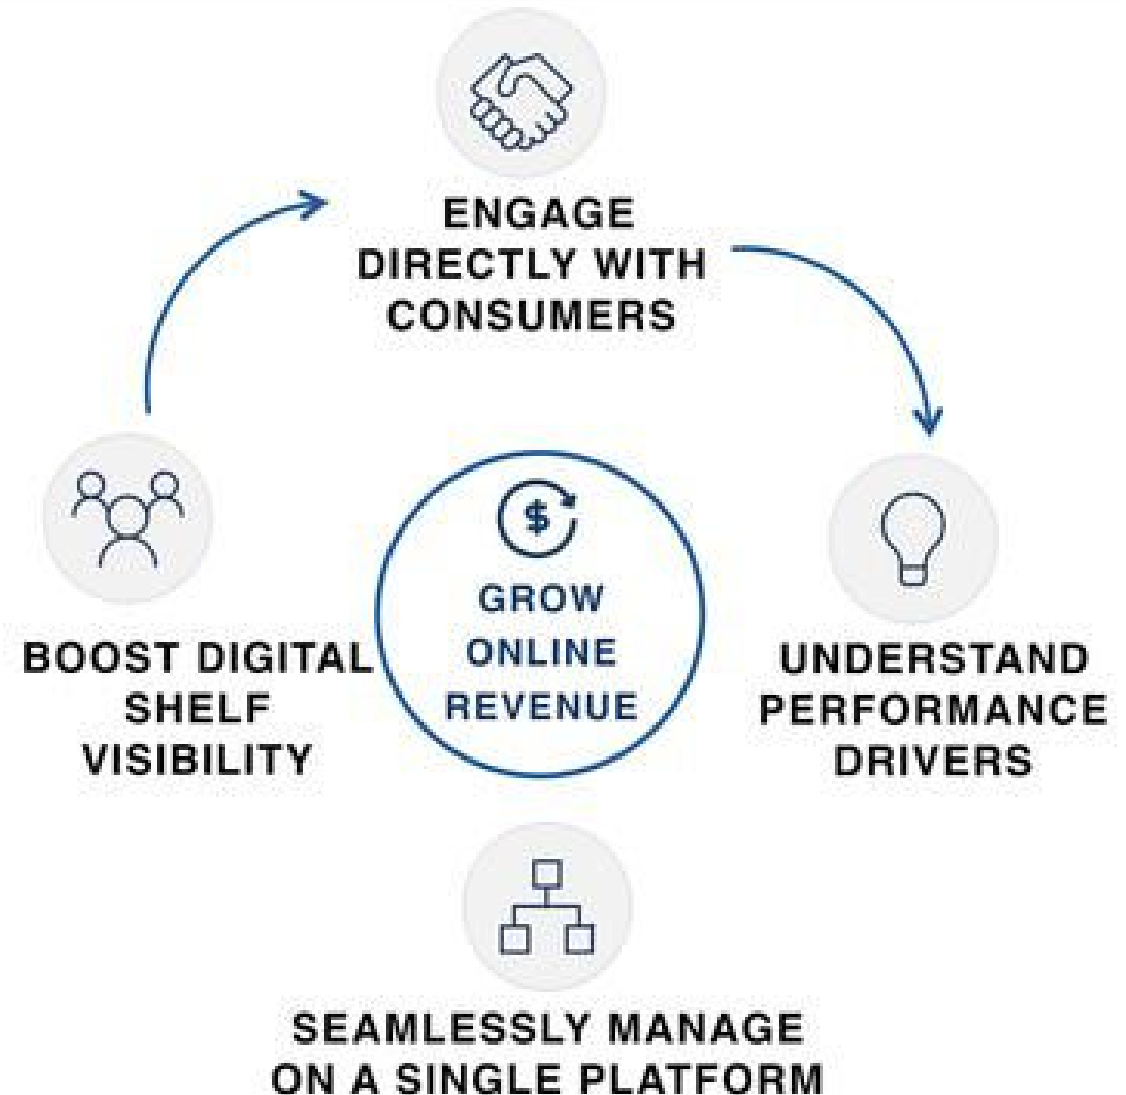 ENGAGE
DIRECTLY WITH
CONSUMERS
BOOST DIGITAL
SHELF
VISIBILITY
$
GROW
ONLINE
REVENUE
UNDERSTAND
PERFORMANCE
DRIVERS
SEAMLESSLY MANAGE
ON A SINGLE PLATFORM